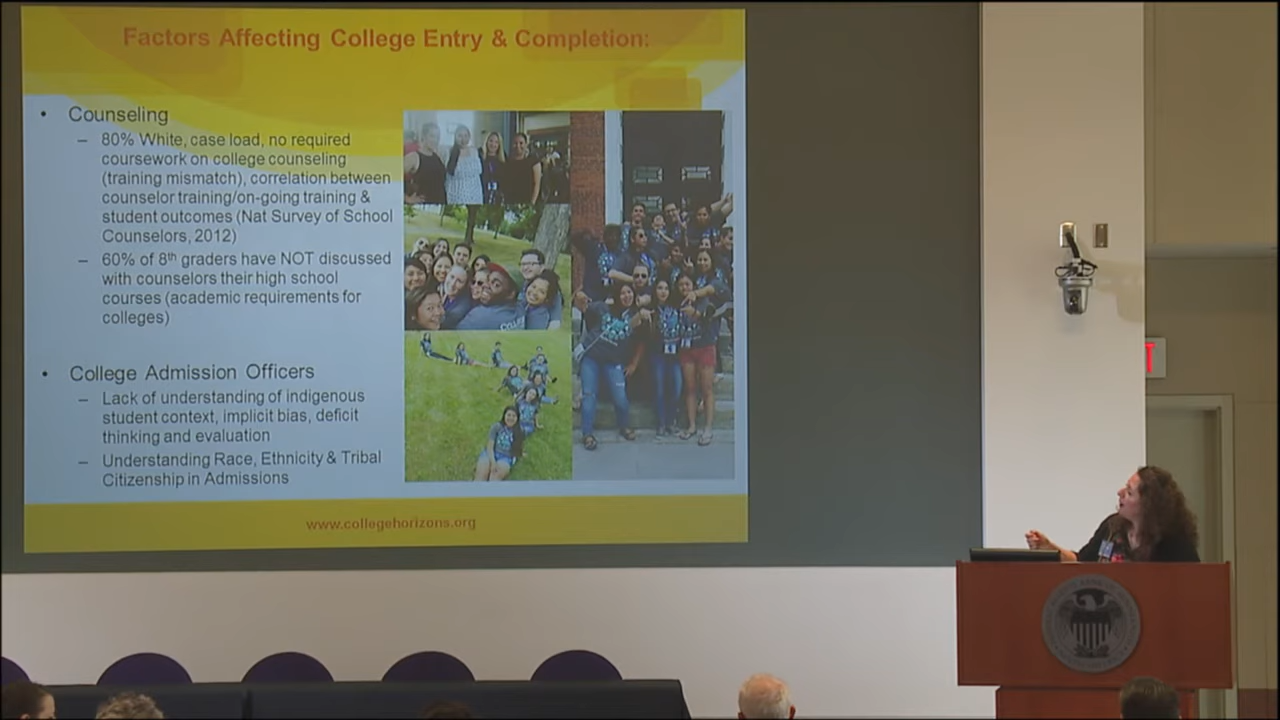 Factors Affecting College Entry & Completion:
• Counseling
– 80% White, case load, no required
coursework on college counseling
(training mismatch), correlation between
counselor training/on-going training &
student outcomes (Nat Survey of School
Counselors, 2012)
– 60% of 8th graders have NOT discussed
with counselors their high school
courses (academic requirements for
colleges)
• College Admission Officers
– Lack of understanding of indigenous
student context, implicit bias, deficit
thinking and evaluation
– Understanding Race, Ethnicity & Tribal
Citizenship in Admissions
www.collegehorizons.org